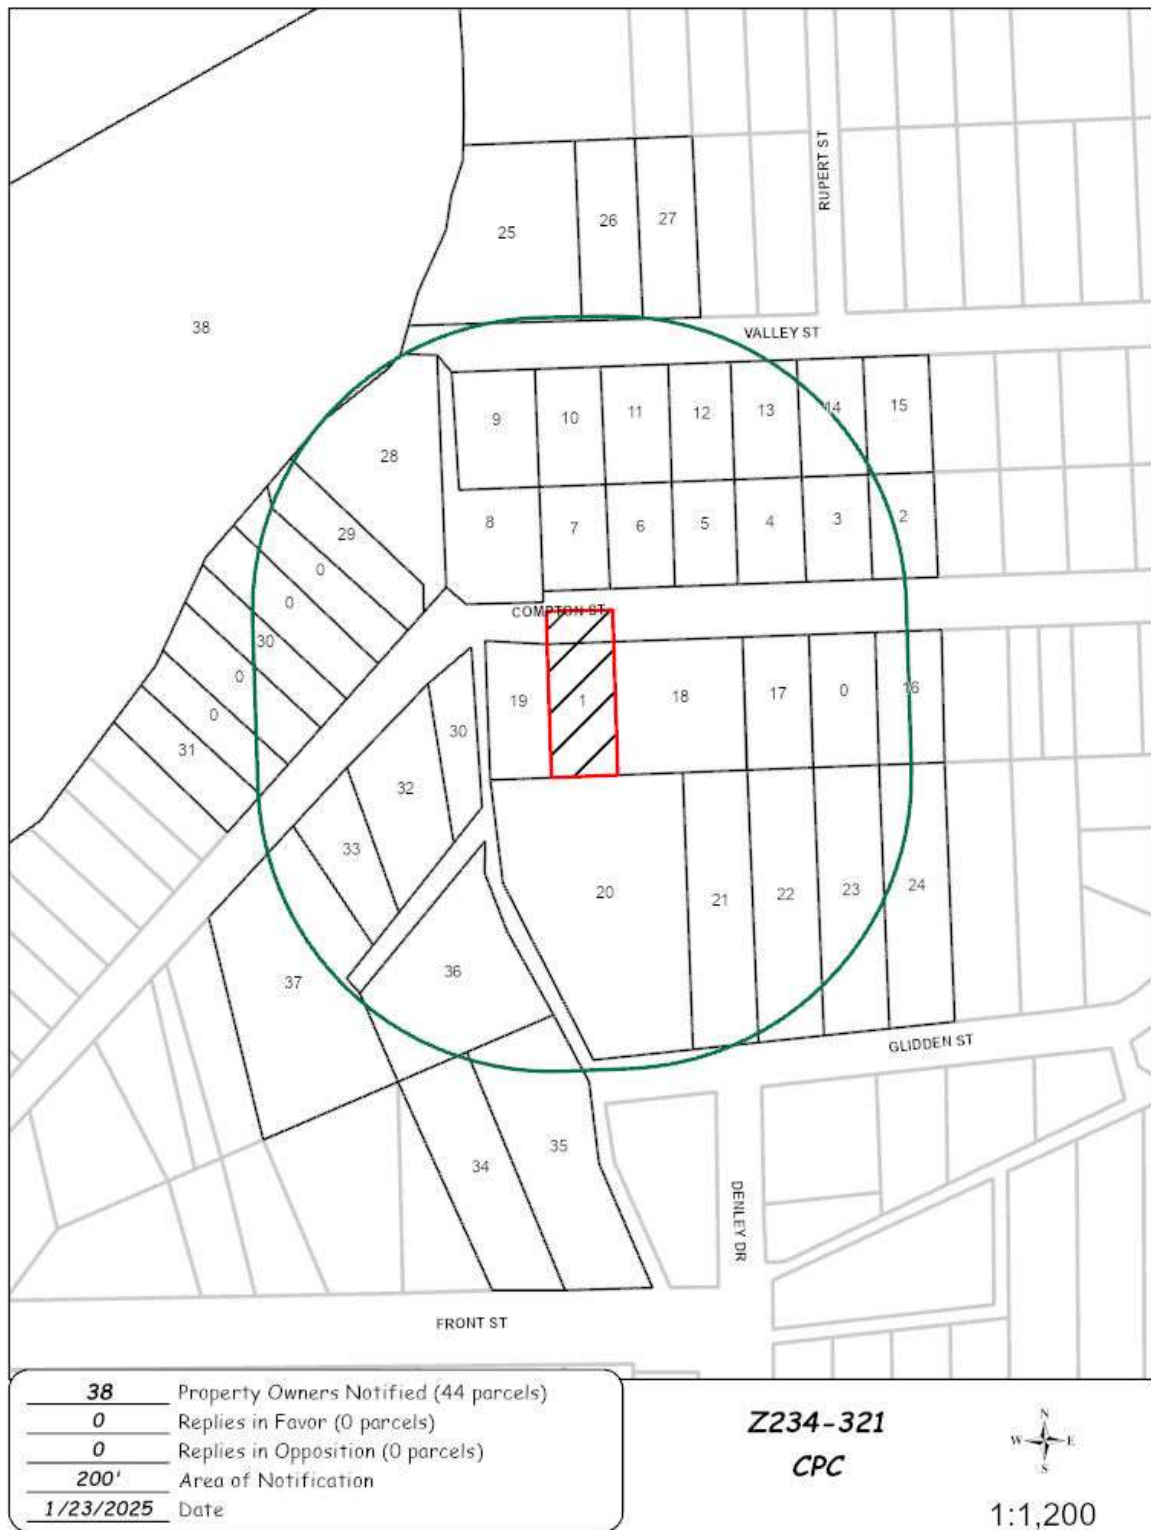 RUPERT ST
25
26
27
38
VALLEY ST
9
10
11
12
13
14
15
28
8
7
6
5
4
3
2
29
0
0
30
0
0
31
COMPTON ST
19
1
18
17
0
16
30
32
33
20
21
22
23
24
36
37
GLIDDEN ST
34
35
DENLEY DR
FRONT ST
38 Property Owners Notified (44 parcels)
0 Replies in Favor (0 parcels)
0 Replies in Opposition (0 parcels)
200' Area of Notification
1/23/2025 Date
Z234-321
CPC
N
W E
S
1:1,200